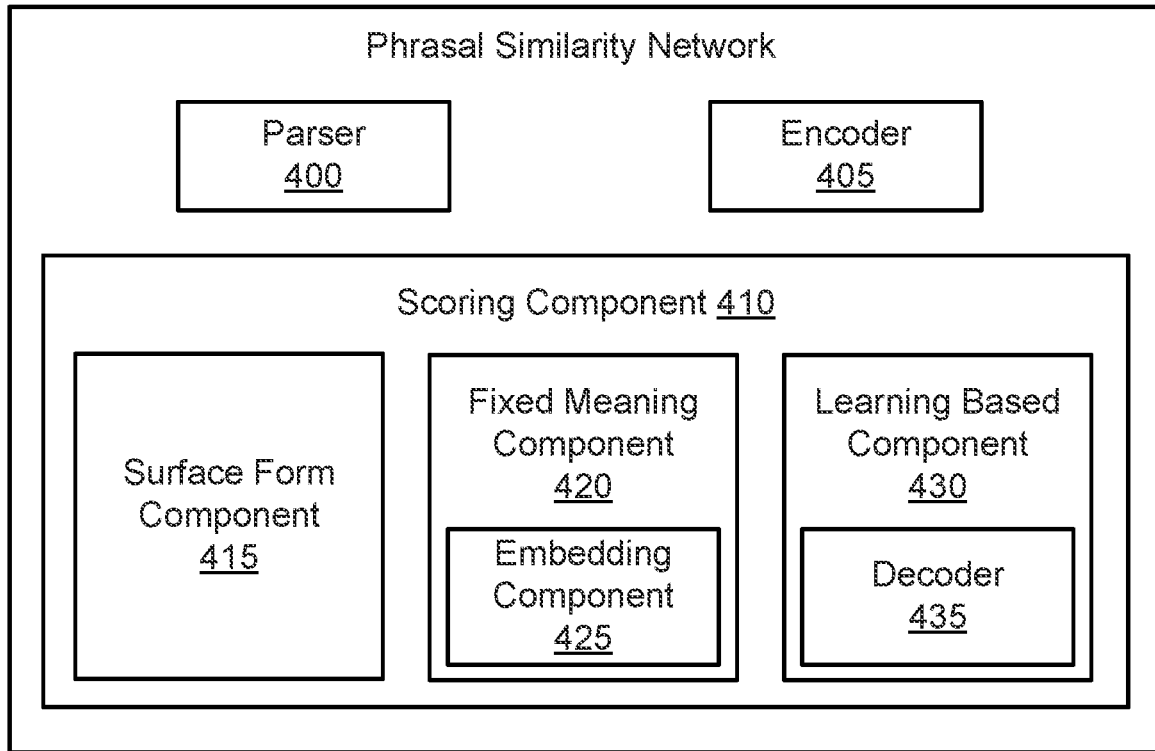 Phrasal Similarity Network
Parser
400
Encoder
405
Scoring Component 410
Surface Form
Component
415
Fixed Meaning
Component
420
Embedding
Component
425
Learning Based
Component
430
Decoder
435